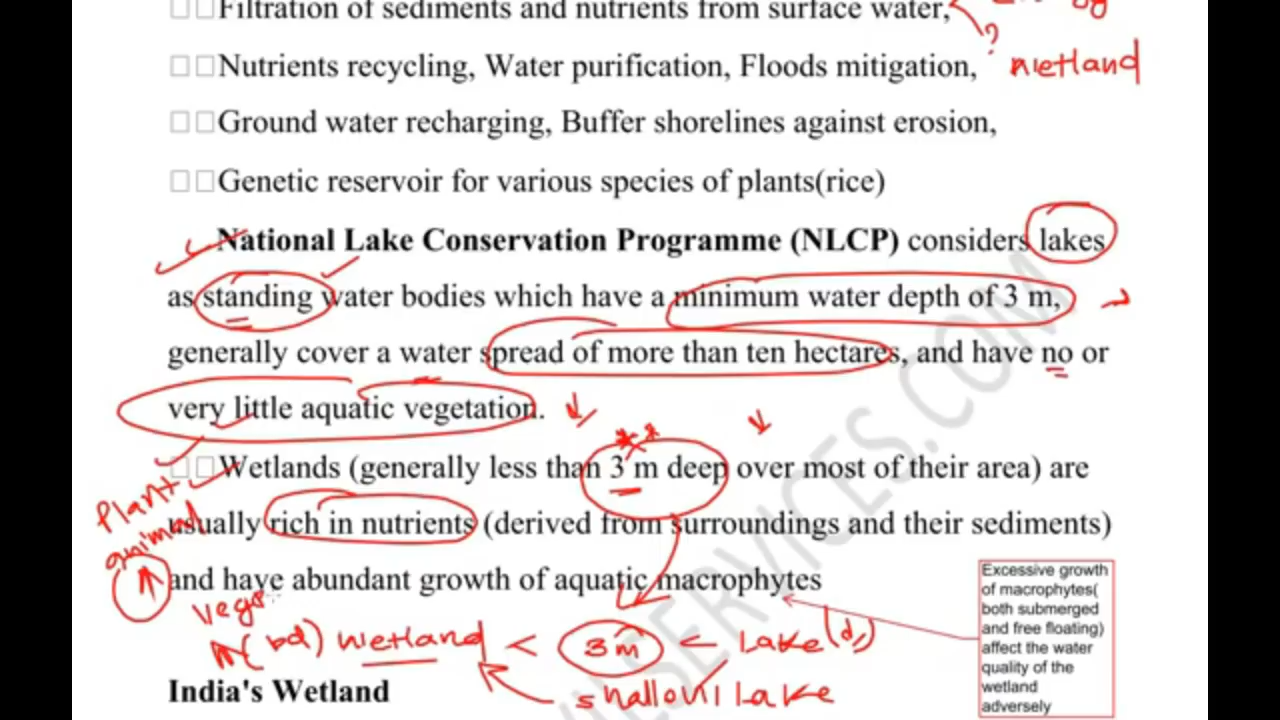 Filtration of sediments and nutrients from surface water,
?
Nutrients recycling, Water purification, Floods mitigation,
wetland
Ground water recharging, Buffer shorelines against erosion,
Genetic reservoir for various species of plants(rice)
National Lake Conservation Programme (NLCP) considers lakes
as standing water bodies which have a minimum water depth of 3 m,
generally cover a water spread of more than ten hectares, and have no or
very little aquatic vegetation.
Wetlands (generally less than 3 m deep over most of their area) are
Plant
usually rich in nutrients (derived from surroundings and their sediments)
animal
and have abundant growth of aquatic macrophytes
Excessive growth
of macrophytes(
both submerged
and free floating)
affect the water
quality of the
wetland
adversely
vego
(bd) wetland < 3m < Lake
shallow lake
India's Wetland